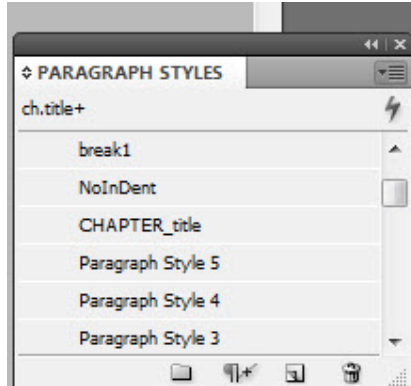 PARAGRAPH STYLES
ch.title+
break1
NoInDent
CHAPTER_title
Paragraph Style 5
Paragraph Style 4
Paragraph Style 3